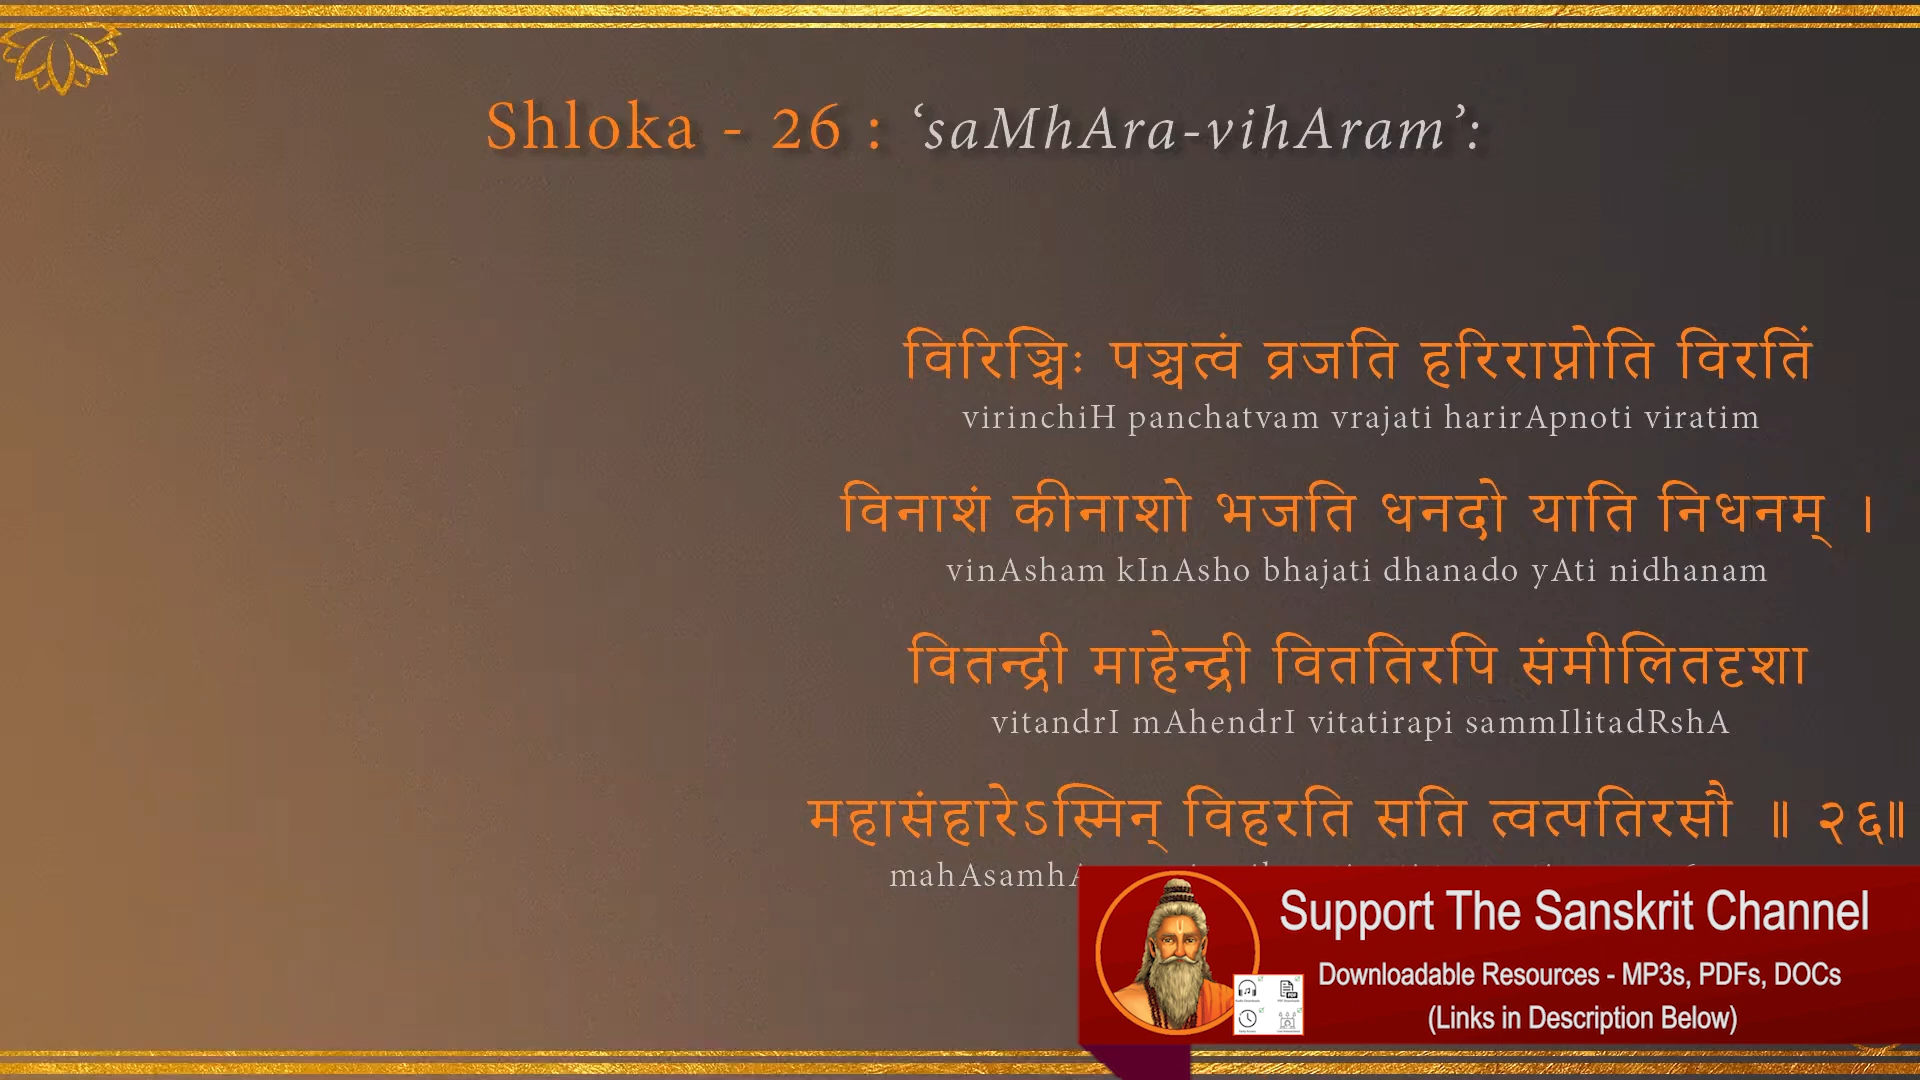 Shloka - 26 : ‘saMhAra-vihAram’:
विरिञ्चिः पञ्चत्वं व्रजति हरिराप्नोति विरतिं
virinchiH panchatvam vrajati harirApnoti viratim
विनाशं कीनाशो भजति धनदो याति निधनम् ।
vinAsham kInAsho bhajati dhanado yAti nidhanam
वितन्द्री माहेन्द्री विततिरपि संमीलितदृशा
vitandrI mAhendrI vitatirapi sammIlitadRshA
महासंहारेऽस्मिन् विहरति सति त्वत्पतिरसौ ॥ २६॥
Support The Sanskrit Channel
Downloadable Resources - MP3s, PDFs, DOCs
(Links in Description Below)